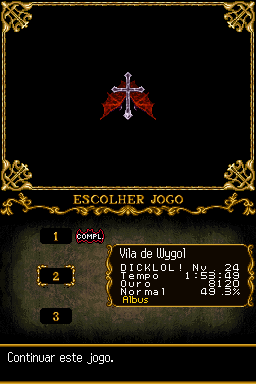 ESCOLHER JOGO
1 COMPL.
2
Vila de Wygol
DICKLOL! Nv 24
Tempo 1:53:49
Ouro 8120
Normal 49.5%
Albus
3
Continuar este jogo.